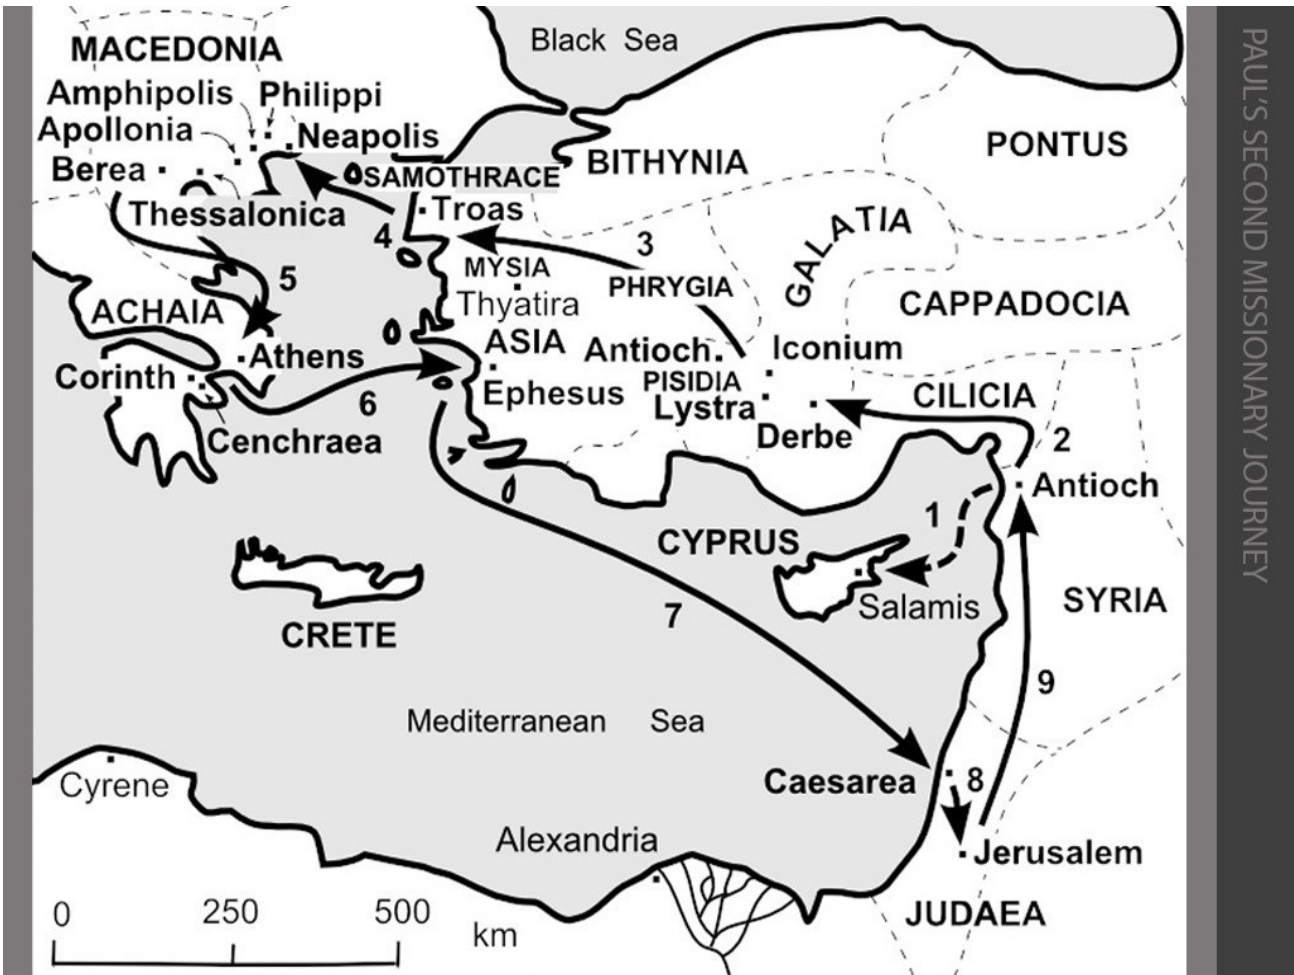 Black Sea
MACEDONIA
Amphipolis
Philippi
Apollonia
Neapolis
Berea
SAMOTHRACE
BITHYNIA
PONTUS
Thessalonica
Troas
4
3
GALATIA
MYSIA
PHRYGIA
5
Thyatira
CAPPADOCIA
ACHAIA
ASIA
Antioch
Iconium
Athens
Corinth
Ephesus
PISIDIA
Lystra
CILICIA
6
Cenchraea
Derbe
2
Antioch
1
CYPRUS
Salamis
SYRIA
CRETE
7
9
Mediterranean Sea
Caesarea
8
Cyrene
Alexandria
Jerusalem
JUDAEA
0 250 500
km
PAUL'S SECOND MISSIONARY JOURNEY